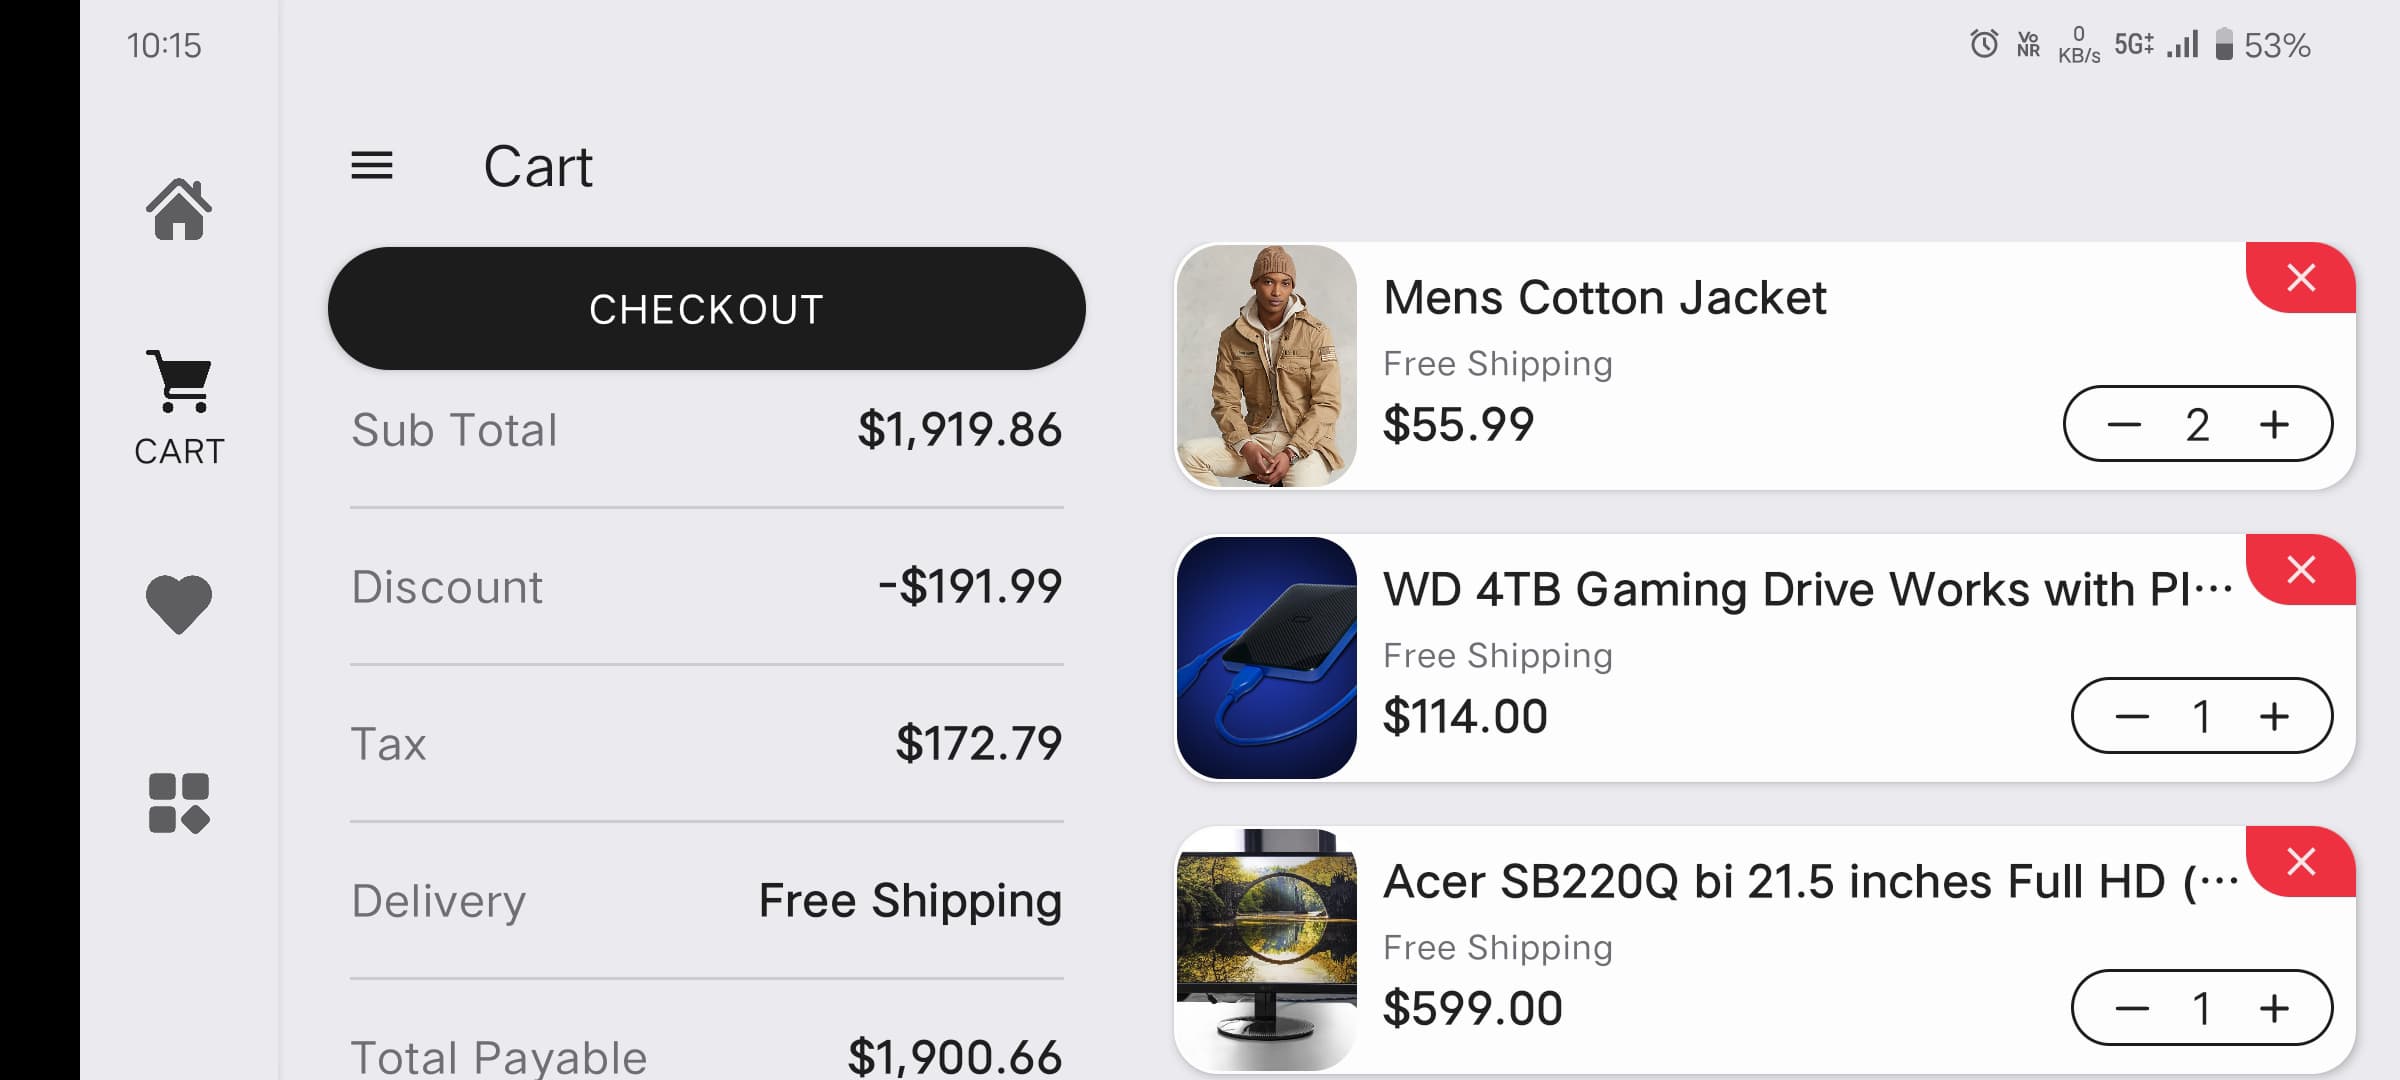 10:15
Vo NR
0 KB/s
5G
53%
Cart
CHECKOUT
CART
Sub Total $1,919.86
Discount -$191.99
Tax $172.79
Delivery Free Shipping
Total Payable $1,900.66
Mens Cotton Jacket
Free Shipping
$55.99
2
WD 4TB Gaming Drive Works with Pl...
Free Shipping
$114.00
1
Acer SB220Q bi 21.5 inches Full HD (...
Free Shipping
$599.00
1